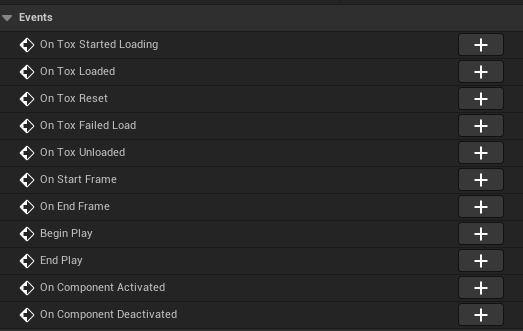 Events
On Tox Started Loading
On Tox Loaded
On Tox Reset
On Tox Failed Load
On Tox Unloaded
On Start Frame
On End Frame
Begin Play
End Play
On Component Activated
On Component Deactivated